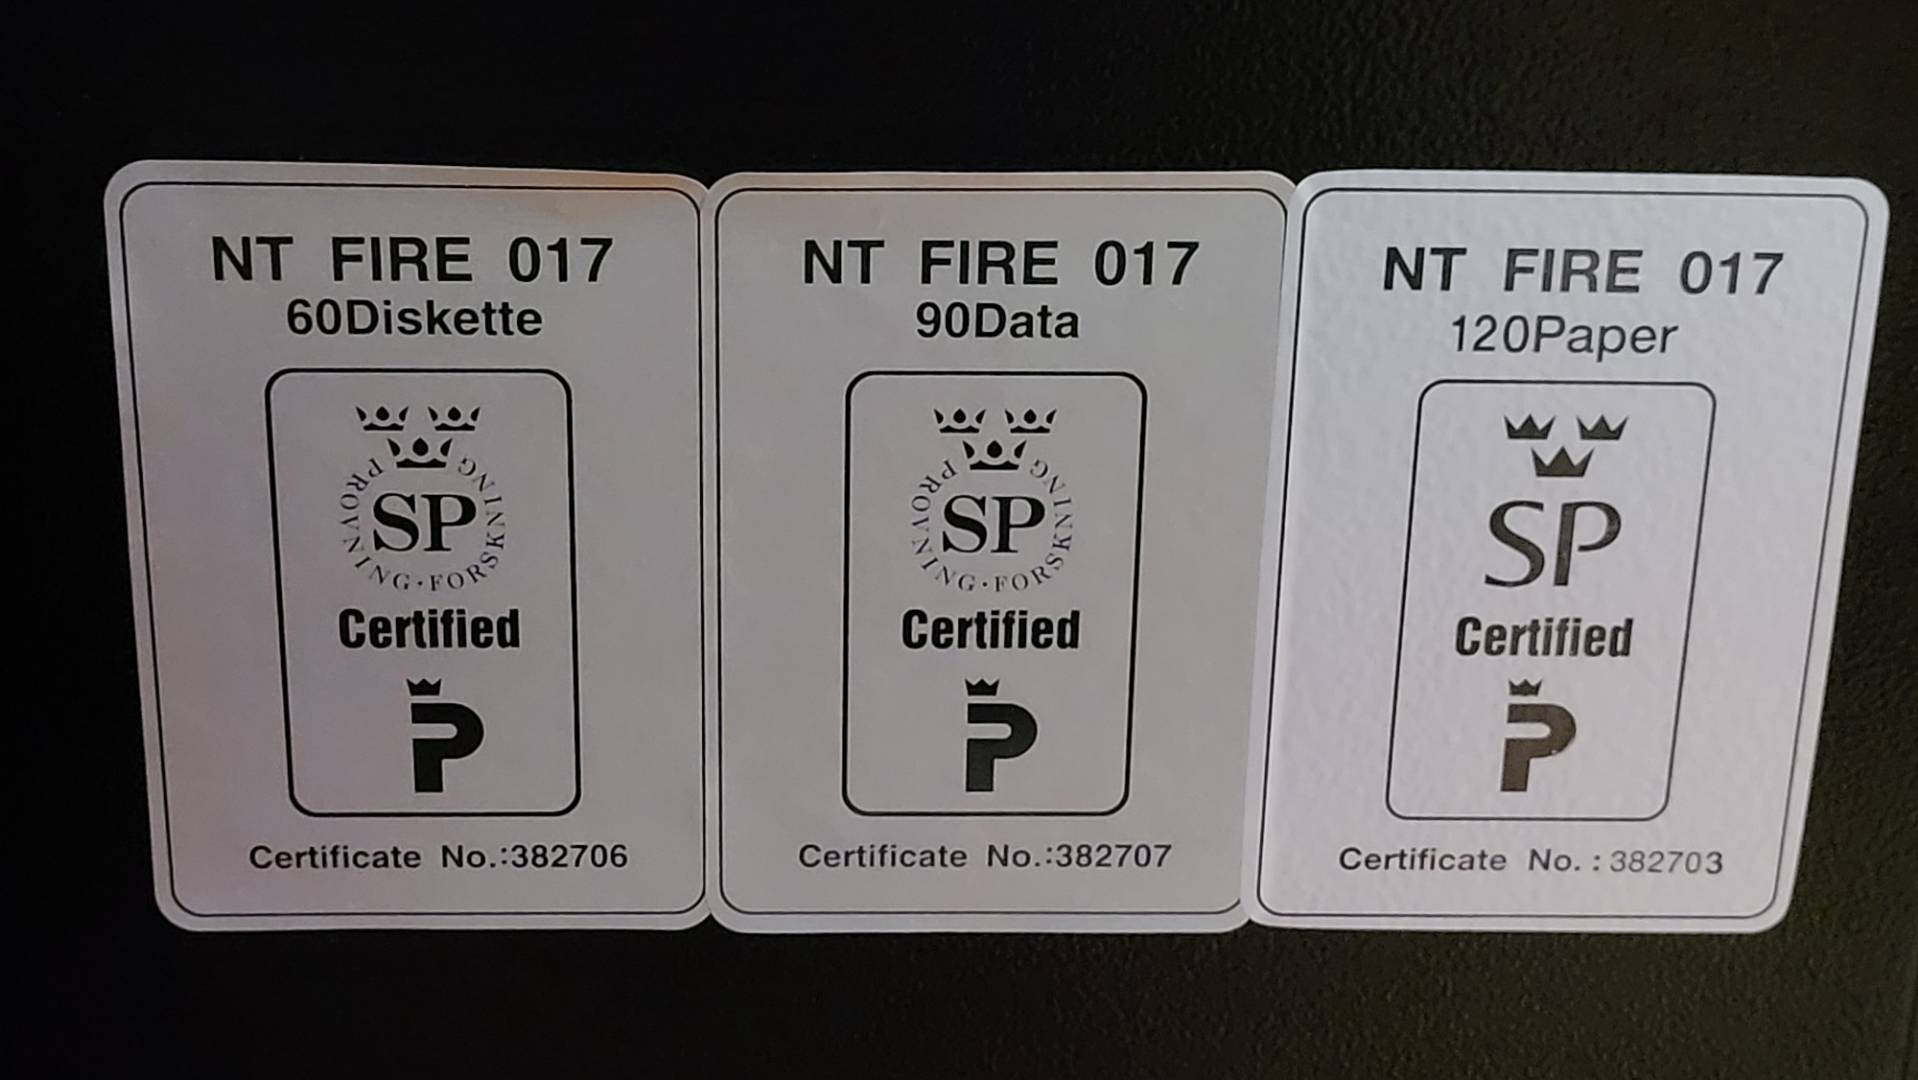 NT FIRE 017
60Diskette
PROVNING · FORSKNING
SP
Certified
P
Certificate No.:382706
NT FIRE 017
90Data
PROVNING · FORSKNING
SP
Certified
P
Certificate No.:382707
NT FIRE 017
120Paper
SP
Certified
P
Certificate No. : 382703